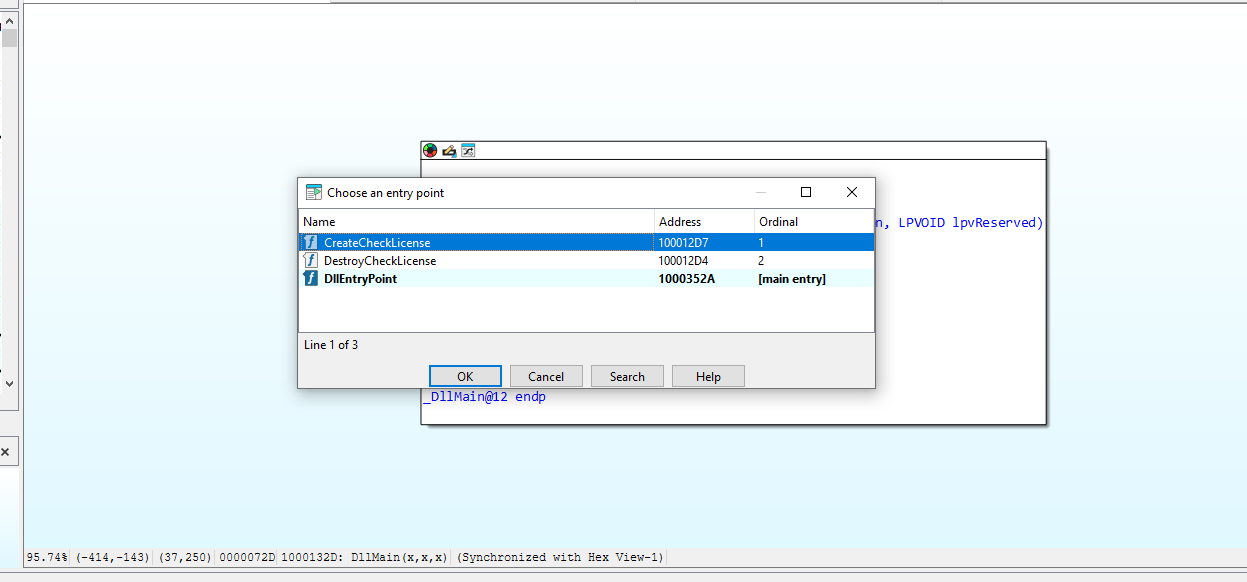 Choose an entry point
Name Address Ordinal
CreateCheckLicense 100012D7 1
n, LPVOID lpvReserved)
DestroyCheckLicense 100012D4 2
DllEntryPoint 1000352A [main entry]
Line 1 of 3
OK Cancel Search Help
_DllMain@12 endp
95.74% (-414,-143) (37,250) 0000072D 1000132D: DllMain(x,x,x) (Synchronized with Hex View-1)